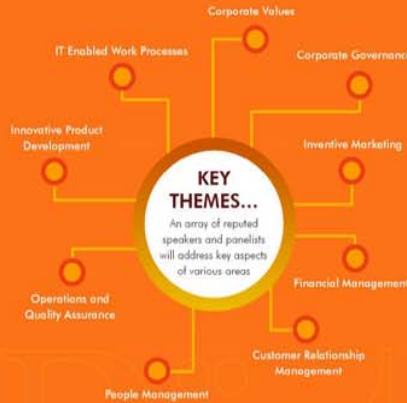 Corporate Values
IT Enabled Work Processes
Corporate Governance
Innovative Product
Development
Inventive Marketing
KEY
THEMES...
An array of reputed
speakers and panelists
will address key aspects
of various areas
Operations and
Quality Assurance
Financial Management
Customer Relationship
Management
People Management